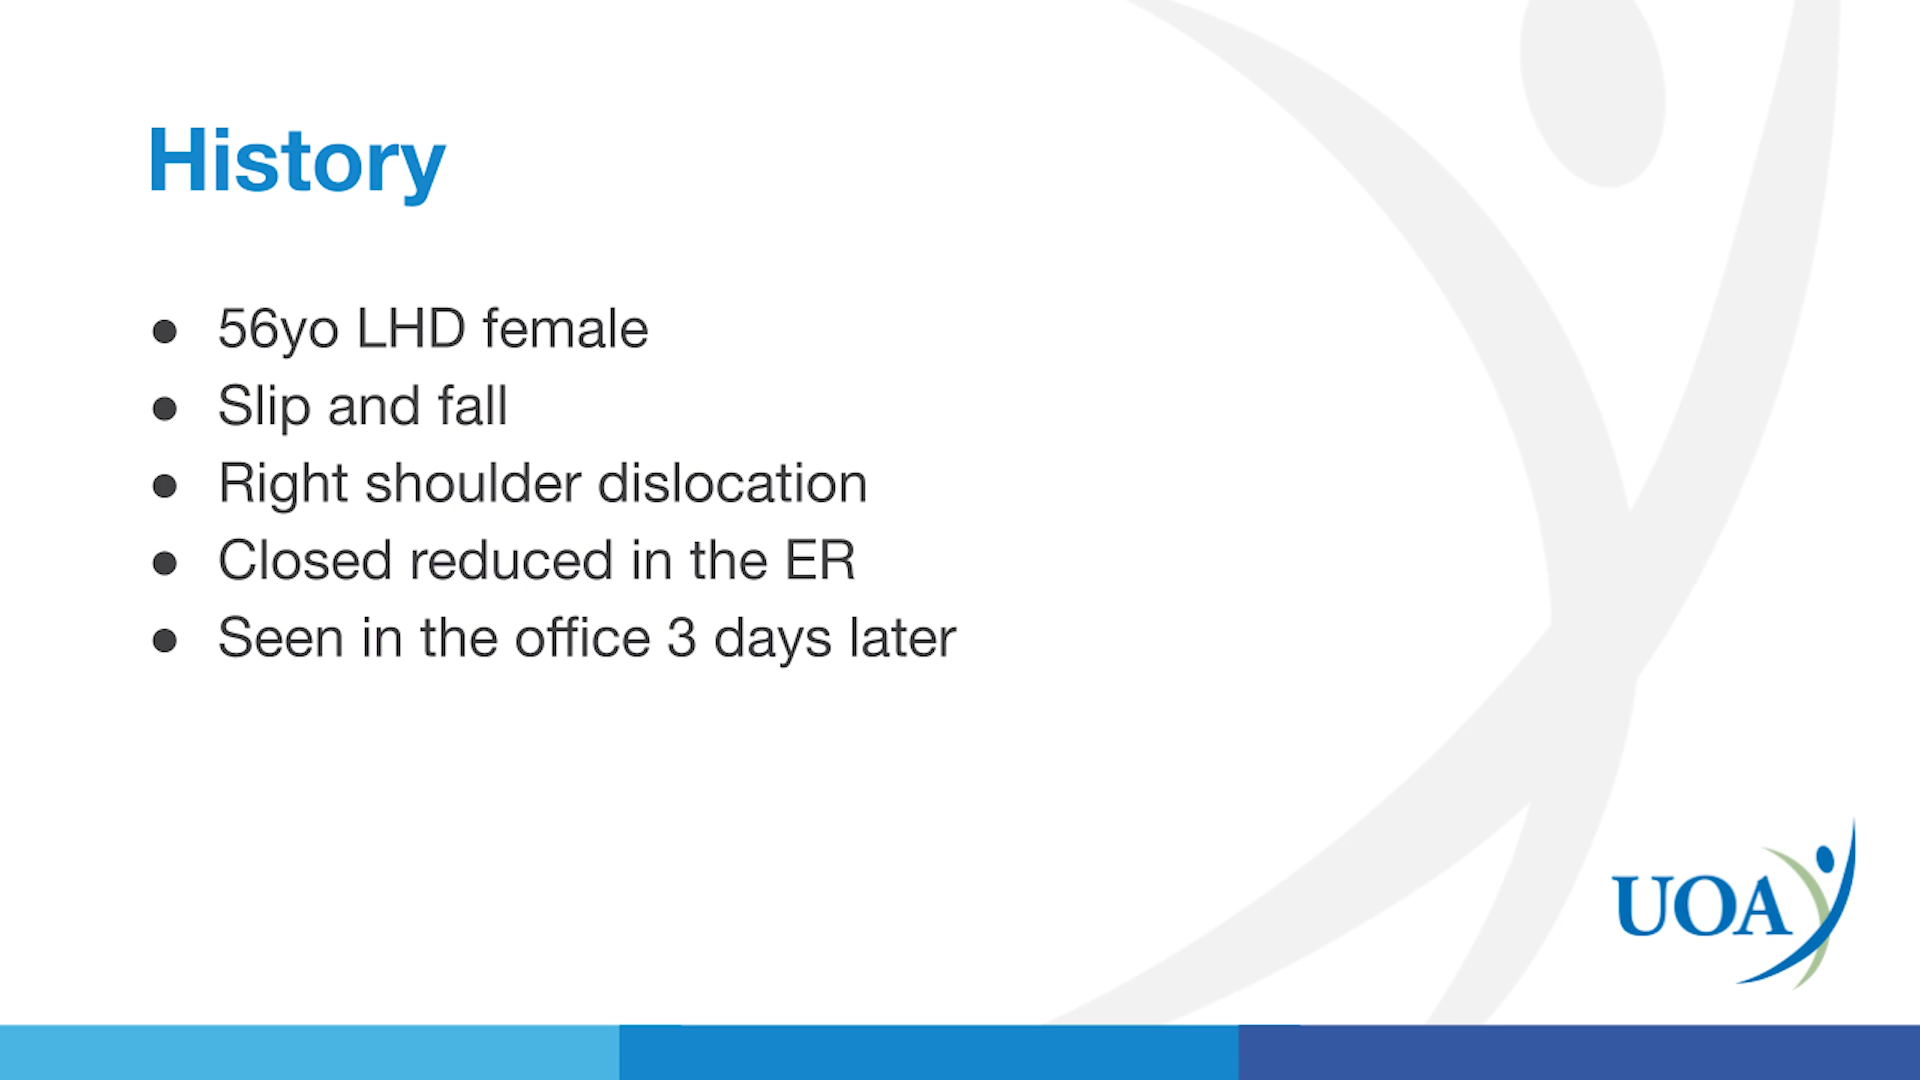 History
● 56yo LHD female
● Slip and fall
● Right shoulder dislocation
● Closed reduced in the ER
● Seen in the office 3 days later
UOA